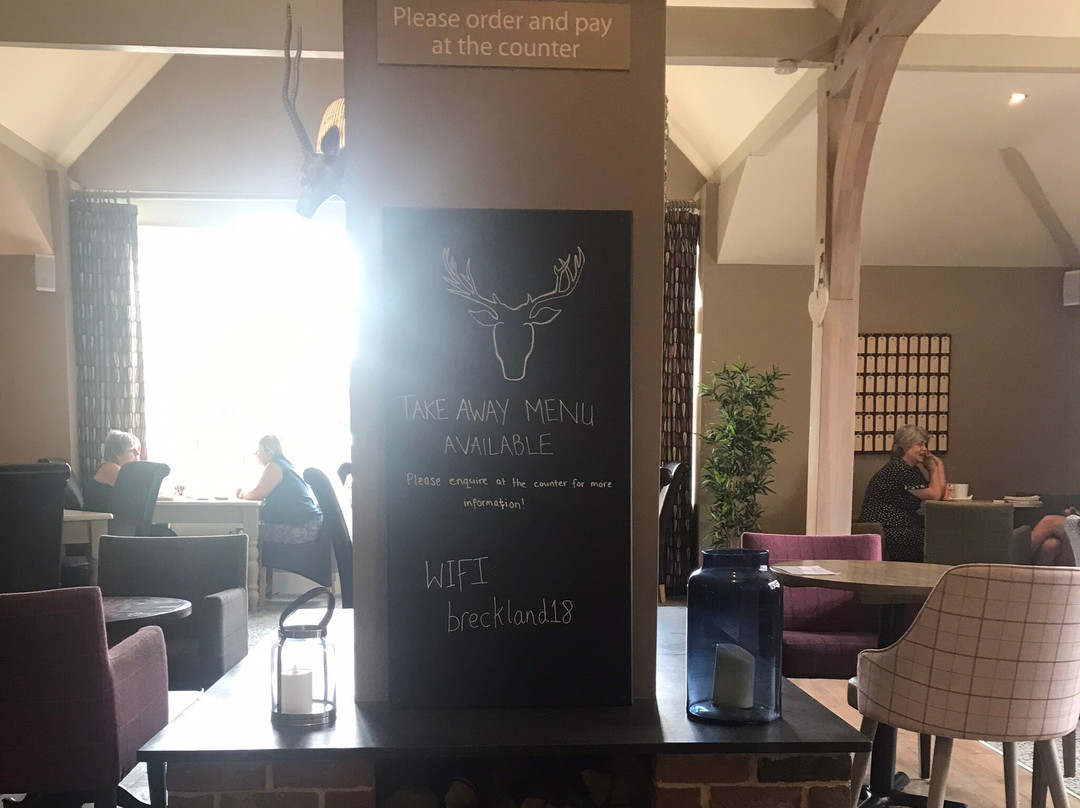 Please order and pay
at the counter
TAKE AWAY MENU
AVAILABLE
Please enquire at the counter for more
information!
WIFI
breckland18